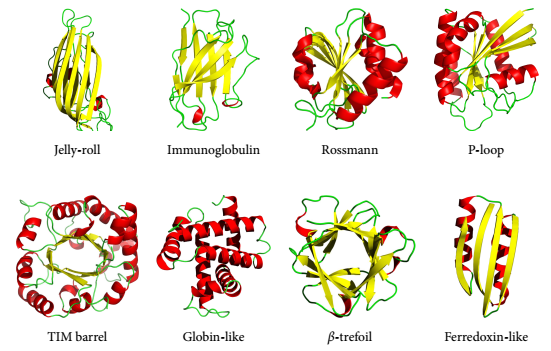 Jelly-roll
Immunoglobulin
Rossmann
P-loop
TIM barrel
Globin-like
β-trefoil
Ferredoxin-like